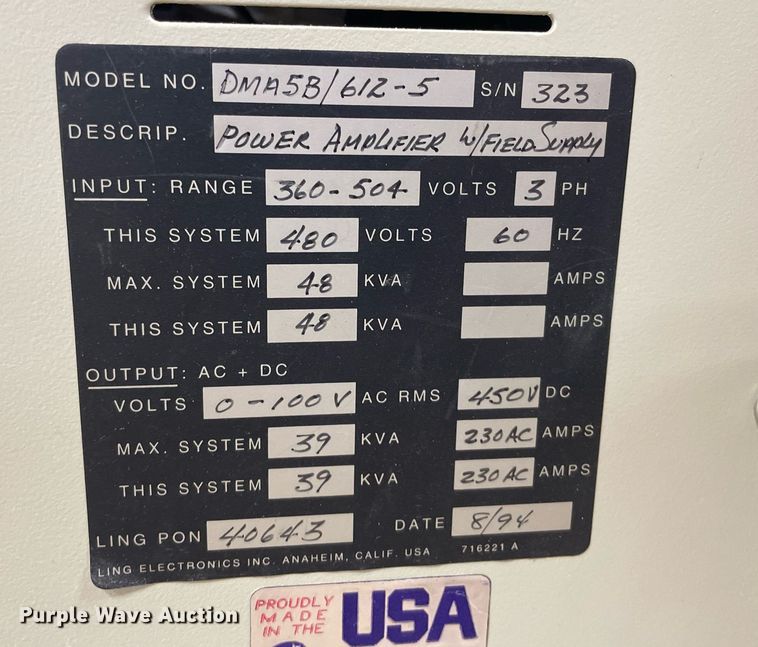 MODEL NO. DMA5B/612-5 S/N 323
DESCRIP. POWER AMPLIFIER W/FIELD SUPPLY
INPUT: RANGE 360-504 VOLTS 3 PH
THIS SYSTEM 480 VOLTS 60 HZ
MAX. SYSTEM 48 KVA AMPS
THIS SYSTEM 48 KVA AMPS
OUTPUT: AC + DC
VOLTS 0-100V AC RMS 450V DC
MAX. SYSTEM 39 KVA 230AC AMPS
THIS SYSTEM 39 KVA 230AC AMPS
LING PON 40643 DATE 8/94
LING ELECTRONICS INC. ANAHEIM, CALIF. USA 716221 A
PROUDLY
MADE
IN THE
USA
Purple Wave Auction